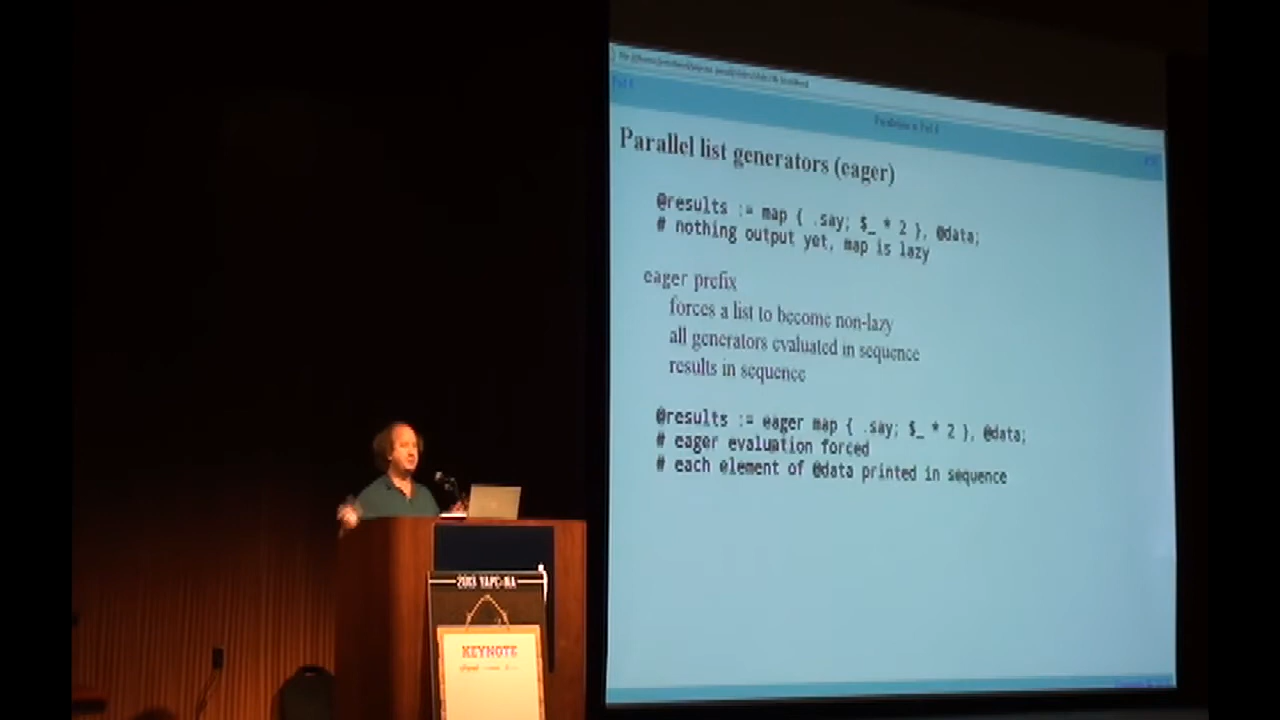 Parallel list generators (eager)
@results := map { .say; $_ * 2 }, @data;
# nothing output yet, map is lazy
eager prefix
forces a list to become non-lazy
all generators evaluated in sequence
results in sequence
@results := eager map { .say; $_ * 2 }, @data;
# eager evaluation forced
# each element of @data printed in sequence
YAPC::NA
KEYNOTE